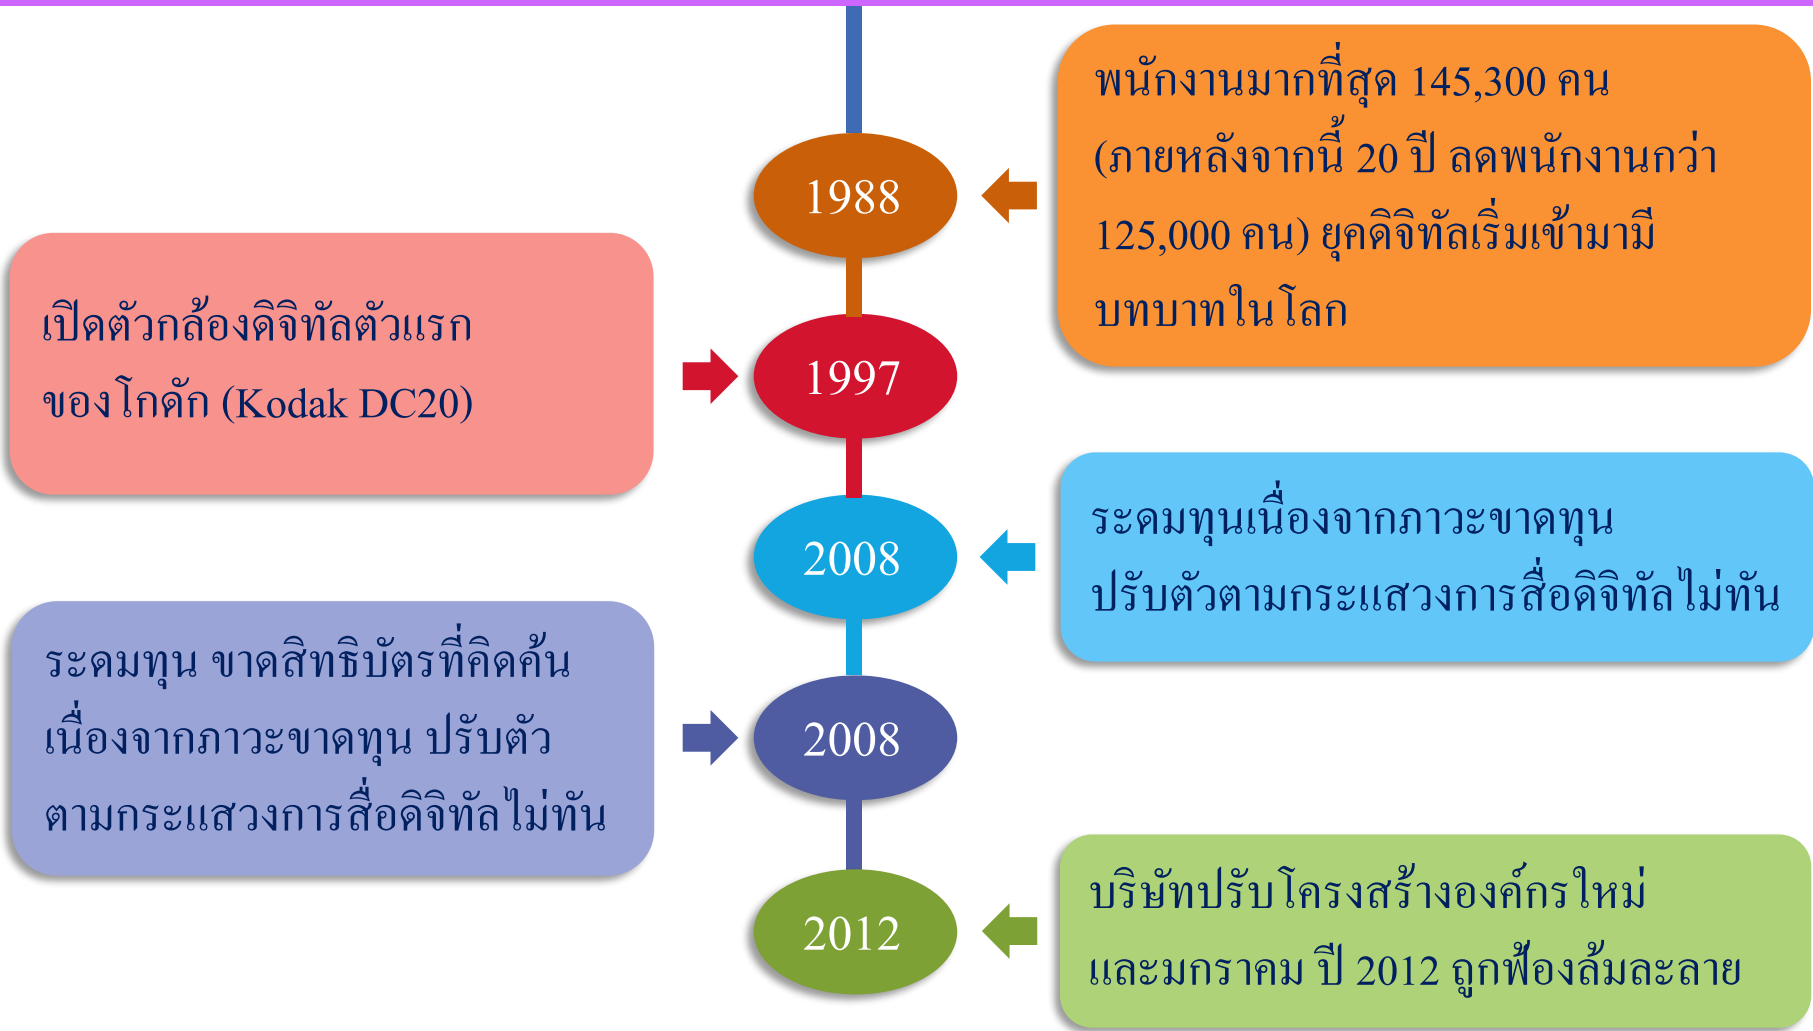 1988
พนักงานมากที่สุด 145,300 คน
(ภายหลังจากนี้ 20 ปี ลดพนักงานกว่า
125,000 คน) ยุคดิจิทัลเริ่มเข้ามามี
บทบาทในโลก
เปิดตัวกล้องดิจิทัลตัวแรก
ของโกดัก (Kodak DC20)
1997
2008
ระดมทุนเนื่องจากภาวะขาดทุน
ปรับตัวตามกระแสวงการสื่อดิจิทัลไม่ทัน
ระดมทุน ขาดสิทธิบัตรที่คิดค้น
เนื่องจากภาวะขาดทุน ปรับตัว
ตามกระแสวงการสื่อดิจิทัลไม่ทัน
2008
2012
บริษัทปรับโครงสร้างองค์กรใหม่
และมกราคม ปี 2012 ถูกฟ้องล้มละลาย